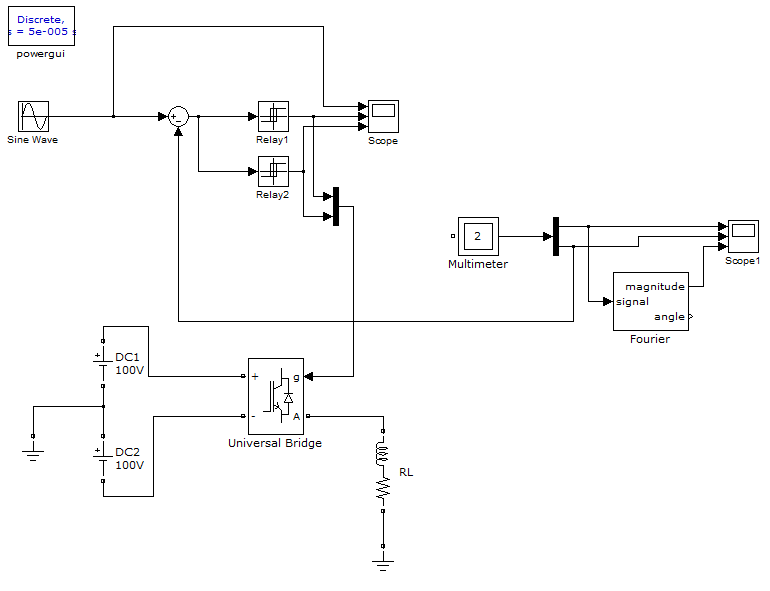 Discrete,
s = 5e-005 s
powergui
Sine Wave
Relay1
Scope
Relay2
2
Multimeter
Scope1
magnitude
signal
angle
Fourier
DC1
100V
+
g
-
A
Universal Bridge
DC2
100V
RL